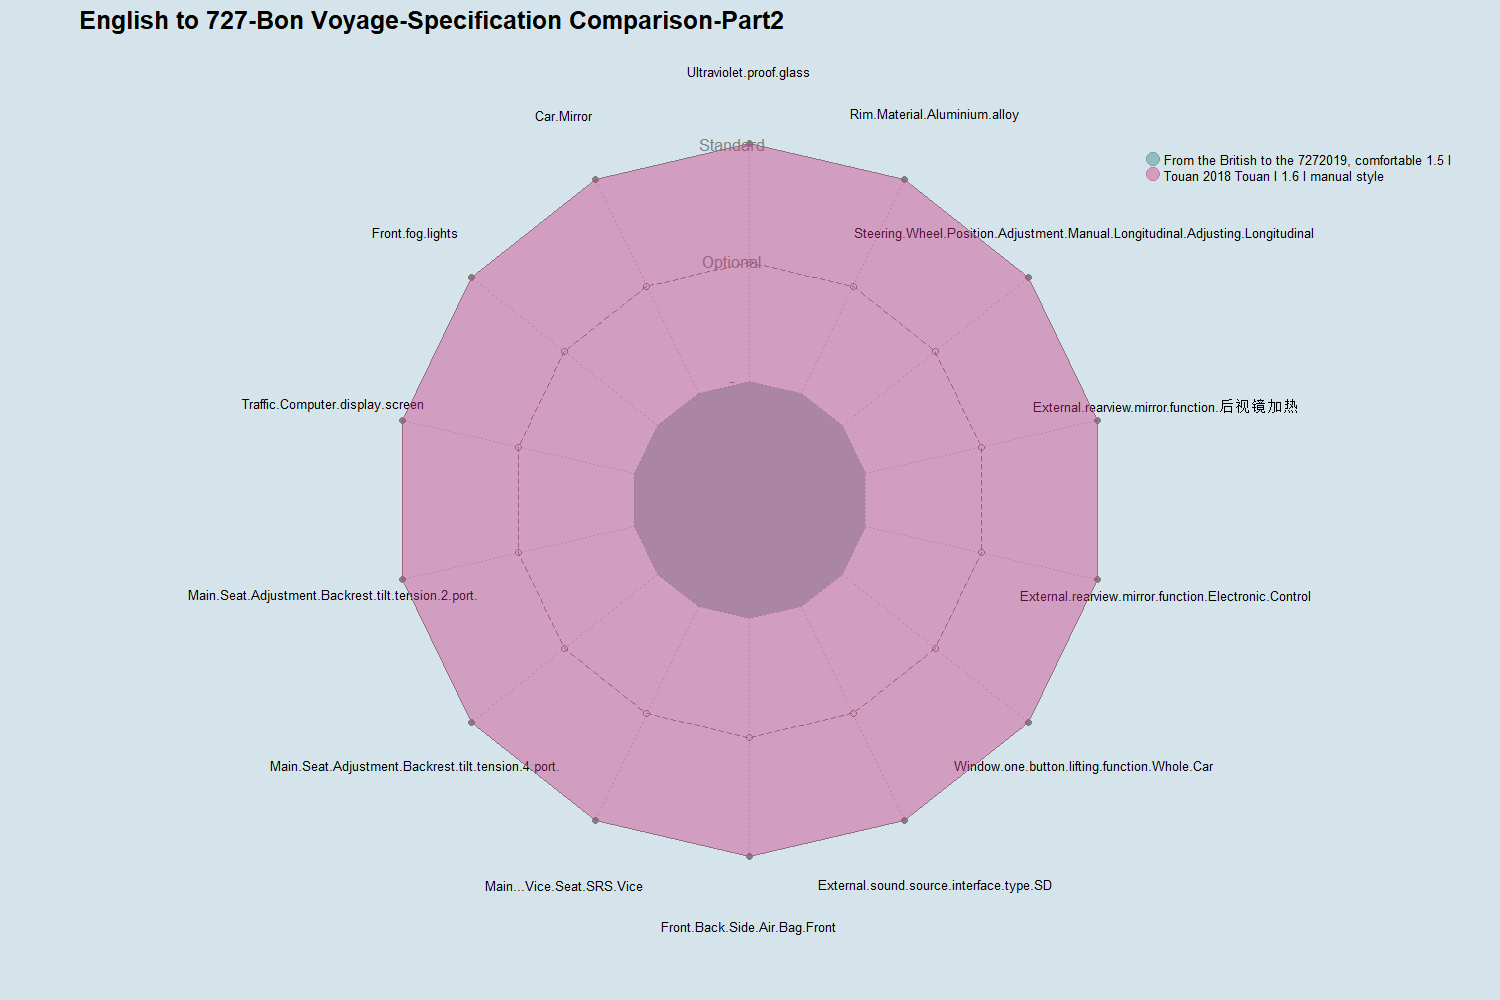 English to 727-Bon Voyage-Specification Comparison-Part2
Ultraviolet.proof.glass
Car.Mirror
Rim.Material.Aluminium.alloy
Standard
From the British to the 7272019, comfortable 1.5 l
Touan 2018 Touan l 1.6 l manual style
Front.fog.lights
Steering.Wheel.Position.Adjustment.Manual.Longitudinal.Adjusting.Longitudinal
Optional
-
Traffic.Computer.display.screen
External.rearview.mirror.function.后视镜加热
Main.Seat.Adjustment.Backrest.tilt.tension.2.port.
External.rearview.mirror.function.Electronic.Control
Main.Seat.Adjustment.Backrest.tilt.tension.4.port.
Window.one.button.lifting.function.Whole.Car
Main...Vice.Seat.SRS.Vice
External.sound.source.interface.type.SD
Front.Back.Side.Air.Bag.Front